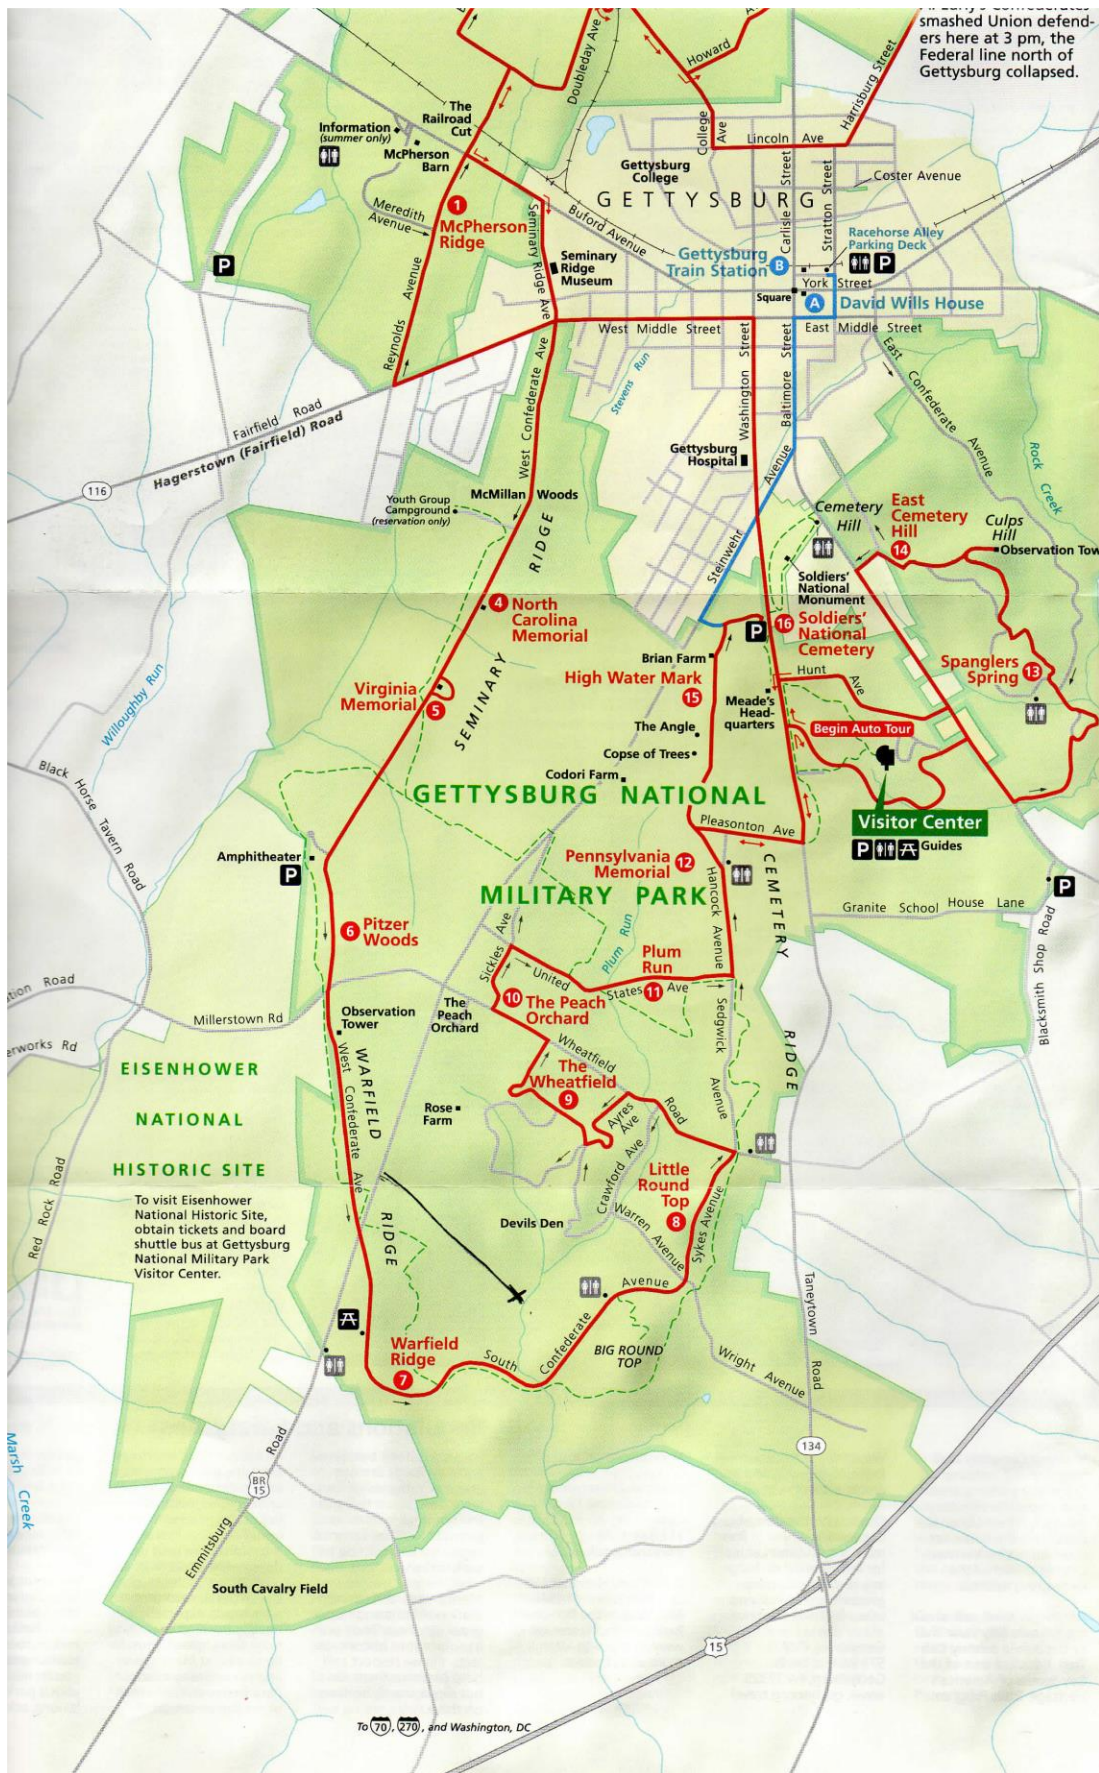 A. Early's Confederates
smashed Union defend-
ers here at 3 pm, the
Federal line north of
Gettysburg collapsed.
Doubleday Ave
Howard
The
Railroad
Cut
Information
(summer only)
McPherson
Barn
College
Ave
Lincoln Ave
Harrisburg Street
Gettysburg
College
Carlisle Street
Stratton Street
Coster Avenue
GETTYSBURG
Meredith
Avenue
1
McPherson
Ridge
Seminary Ridge Ave
Buford Avenue
Racehorse Alley
Parking Deck
P
Gettysburg
Train Station
B
Seminary
Ridge
Museum
P
York Street
Square
A
David Wills House
Reynolds Avenue
West Middle Street
East Middle Street
Washington Street
Baltimore Street
Stevens Run
East Confederate Avenue
West Confederate Ave
Fairfield Road
Hagerstown (Fairfield) Road
116
Gettysburg
Hospital
Rock Creek
Youth Group
Campground
(reservation only)
McMillan Woods
Steinwehr Avenue
Cemetery
Hill
East
Cemetery
Hill
14
Culps
Hill
Observation Tow
SEMINARY RIDGE
Soldiers'
National
Monument
4
North
Carolina
Memorial
P
16
Soldiers'
National
Cemetery
Brian Farm
High Water Mark
15
Hunt Ave
Spanglers
Spring
13
Virginia
Memorial
5
Meade's
Head-
quarters
Willoughby Run
The Angle
Begin Auto Tour
Copse of Trees
Codori Farm
Black Horse Tavern Road
GETTYSBURG NATIONAL
Visitor Center
P
Guides
Pleasonton Ave
Amphitheater
P
Pennsylvania
Memorial
12
CEMETERY RIDGE
P
MILITARY PARK
Hancock Avenue
Granite School House Lane
6
Pitzer
Woods
Plum Run
Blacksmith Shop Road
Sickles Ave
Plum
Run
United States Ave
11
10
The Peach
Orchard
The
Peach
Orchard
Millerstown Rd
Observation
Tower
Sedgwick Avenue
EISENHOWER
NATIONAL
HISTORIC SITE
WARFIELD RIDGE
West Confederate Ave
Wheatfield Road
The
Wheatfield
9
Rose
Farm
Ayres
Ave
Crawford Ave
Little
Round
Top
8
To visit Eisenhower
National Historic Site,
obtain tickets and board
shuttle bus at Gettysburg
National Military Park
Visitor Center.
Red Rock Road
Devils Den
Warren Avenue
Sykes Avenue
Taneytown Road
South Confederate Avenue
Warfield
Ridge
7
BIG ROUND
TOP
Wright Avenue
134
Marsh Creek
BR
15
Emmitsburg Road
South Cavalry Field
15
To 70, 270, and Washington, DC